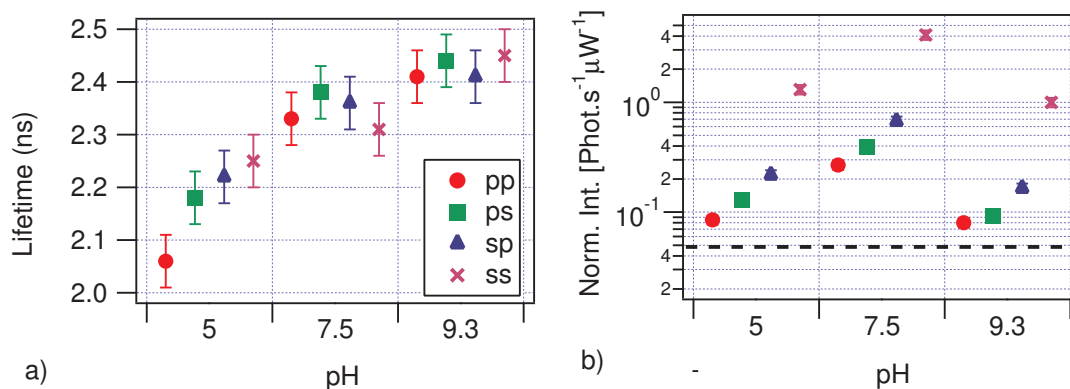 2.5
2.4
2.3
2.2
2.1
2.0
Lifetime (ns)
5
7.5
9.3
pH
pp
ps
sp
ss
a)
4
2
10⁰
4
2
10⁻¹
4
2
Norm. Int. [Phot.s⁻¹µW⁻¹]
5
7.5
9.3
pH
b)
-